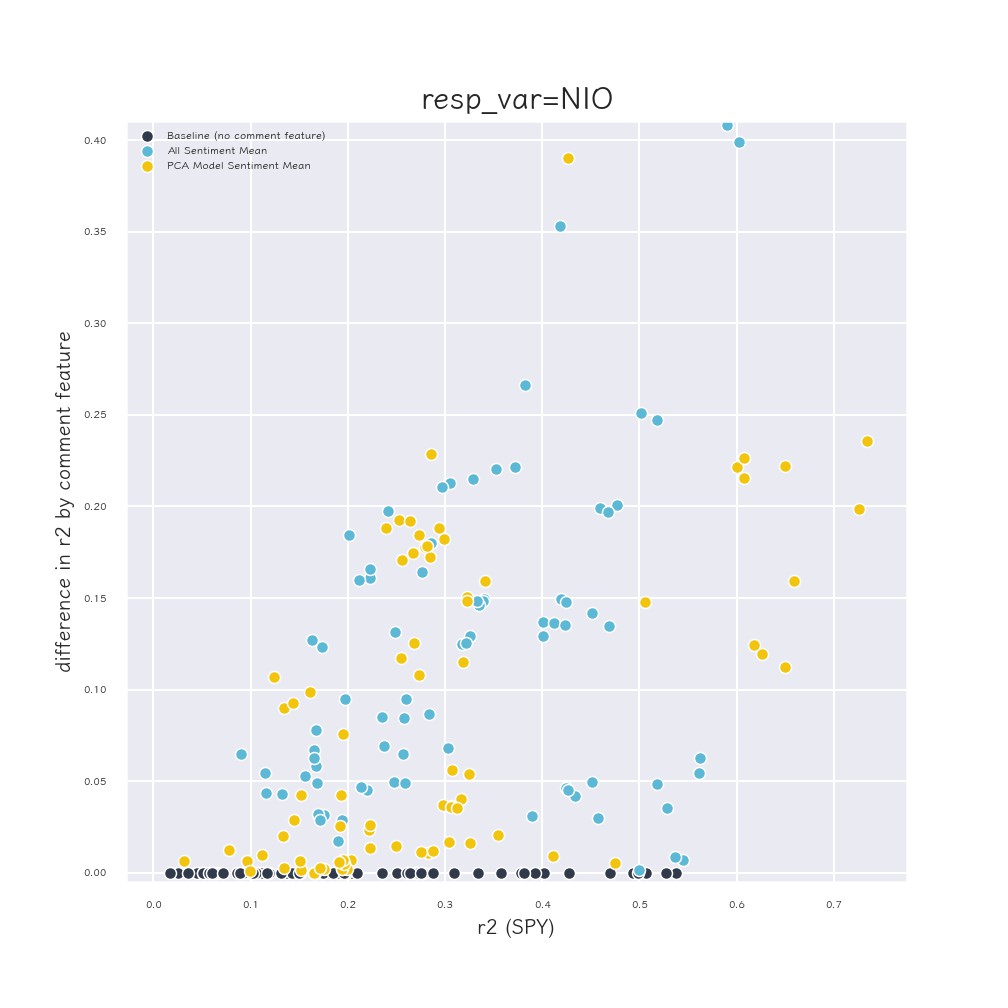 resp_var=NIO
Baseline (no comment feature)
All Sentiment Mean
PCA Model Sentiment Mean
difference in r2 by comment feature
0.40
0.35
0.30
0.25
0.20
0.15
0.10
0.05
0.00
0.0 0.1 0.2 0.3 0.4 0.5 0.6 0.7
r2 (SPY)